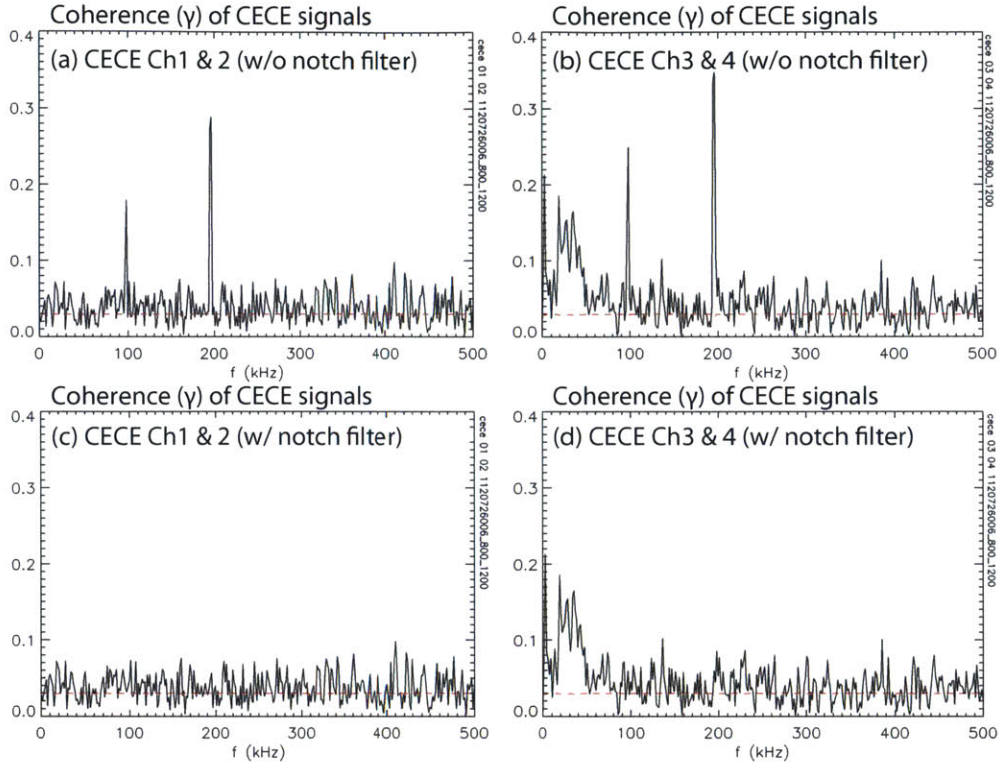 Coherence (γ) of CECE signals
(a) CECE Ch1 & 2 (w/o notch filter)
0.4
0.3
0.2
0.1
0.0
0 100 200 300 400 500
f (kHz)
cece 01 02 1120726006_800_1200
Coherence (γ) of CECE signals
(b) CECE Ch3 & 4 (w/o notch filter)
0.4
0.3
0.2
0.1
0.0
0 100 200 300 400 500
f (kHz)
cece 03 04 1120726006_800_1200
Coherence (γ) of CECE signals
(c) CECE Ch1 & 2 (w/ notch filter)
0.4
0.3
0.2
0.1
0.0
0 100 200 300 400 500
f (kHz)
cece 01 02 1120726006_800_1200
Coherence (γ) of CECE signals
(d) CECE Ch3 & 4 (w/ notch filter)
0.4
0.3
0.2
0.1
0.0
0 100 200 300 400 500
f (kHz)
cece 03 04 1120726006_800_1200